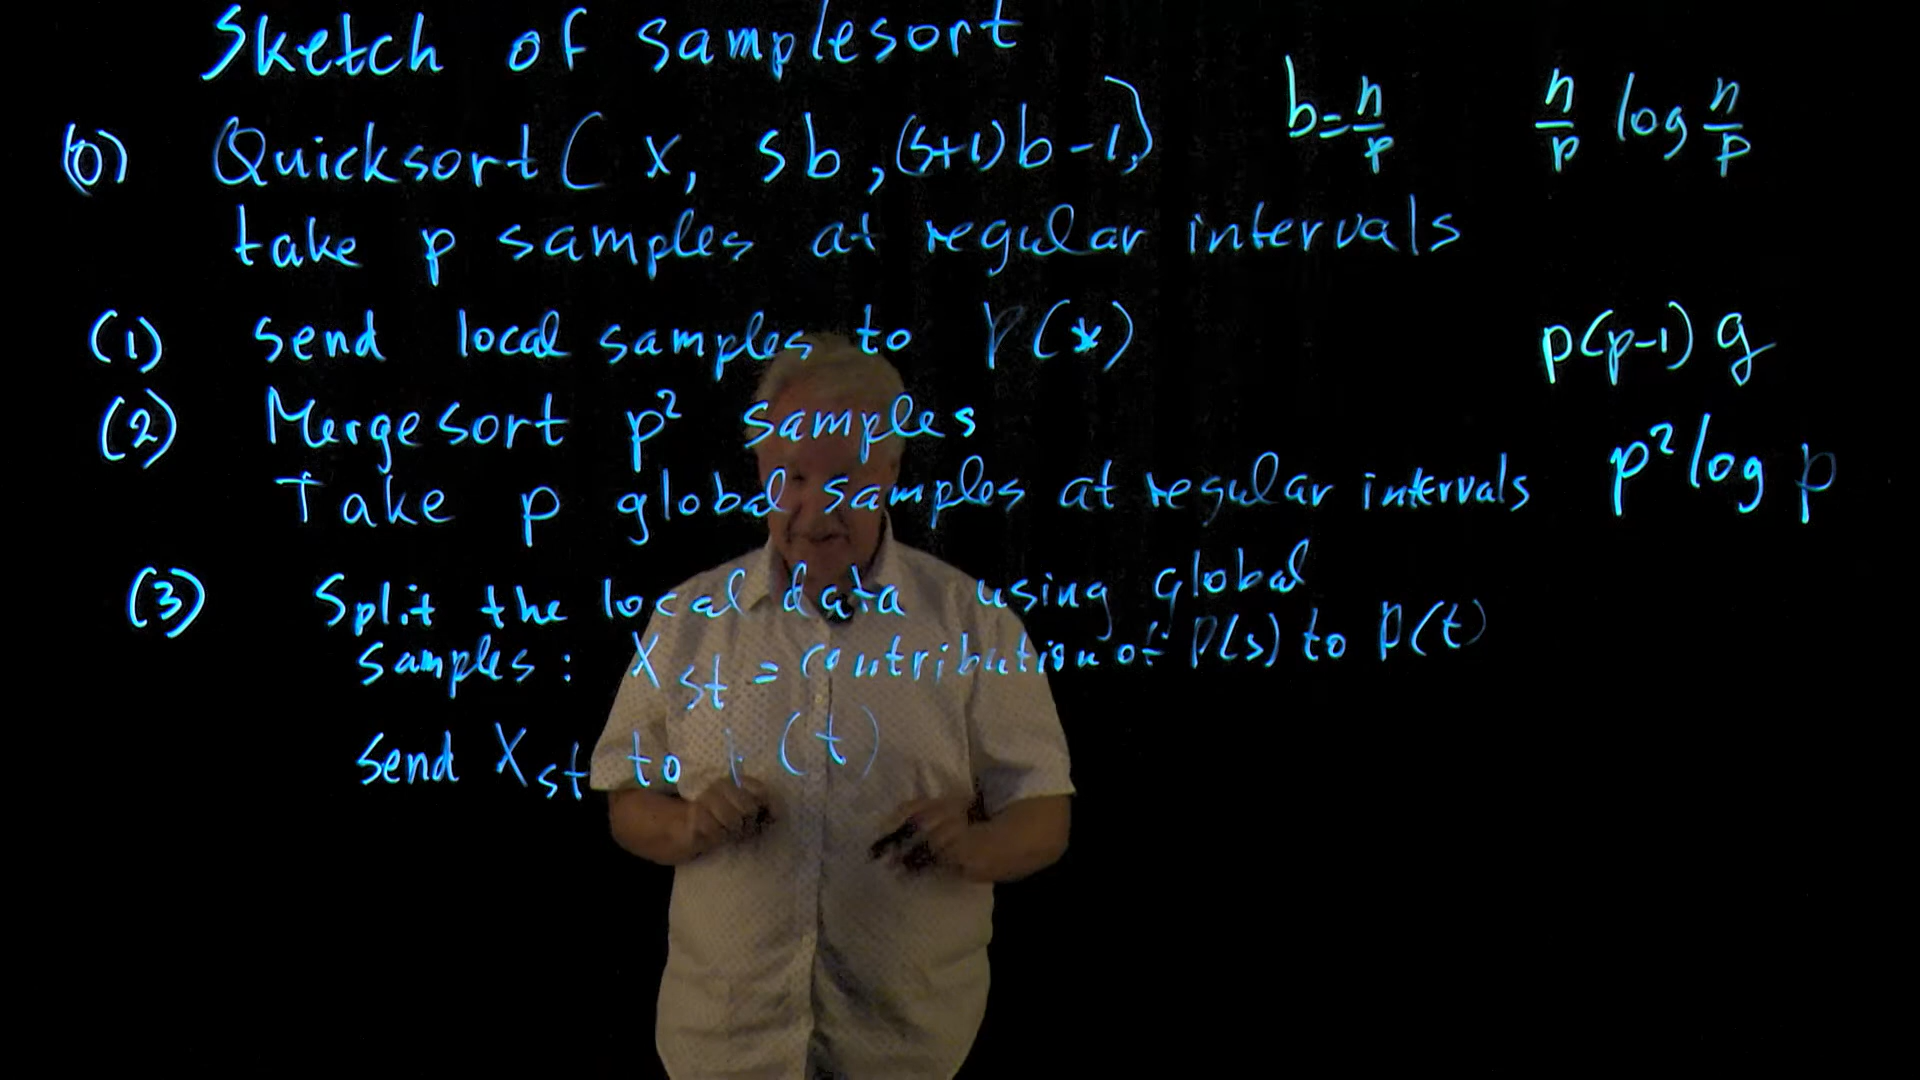 Sketch of samplesort
(0) Quicksort(x, sb, (s+1)b-1) b = n/p n/p log n/p
take p samples at regular intervals
(1) send local samples to P(*) p(p-1) g
(2) Mergesort p² samples
Take p global samples at regular intervals p² log p
(3) Split the local data using global
samples: X_st = contribution of P(s) to P(t)
send X_st to P(t)